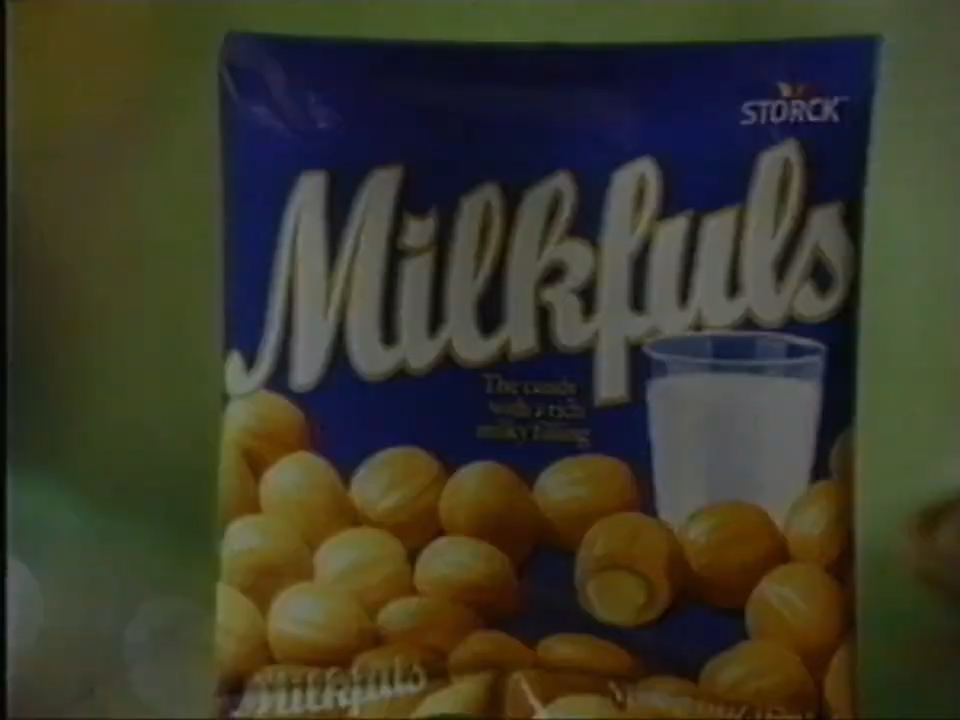 STORCK
Milkfuls
The candy
with a rich
milky filling
Milkfuls